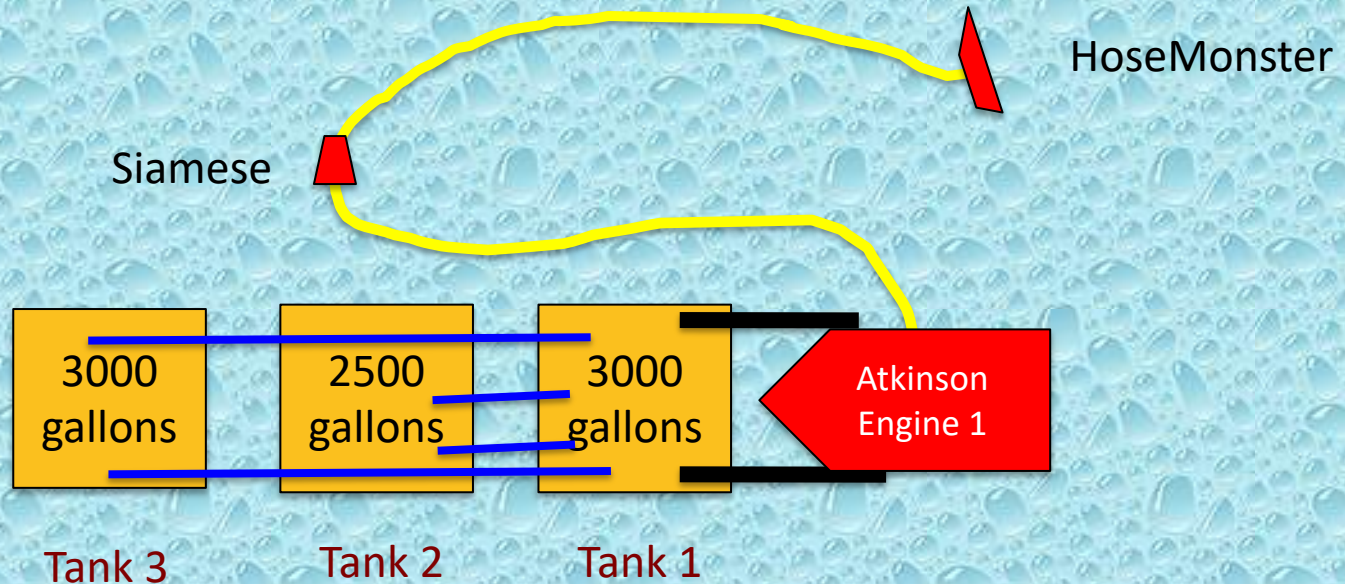 HoseMonster
Siamese
3000
gallons
2500
gallons
3000
gallons
Atkinson
Engine 1
Tank 3
Tank 2
Tank 1